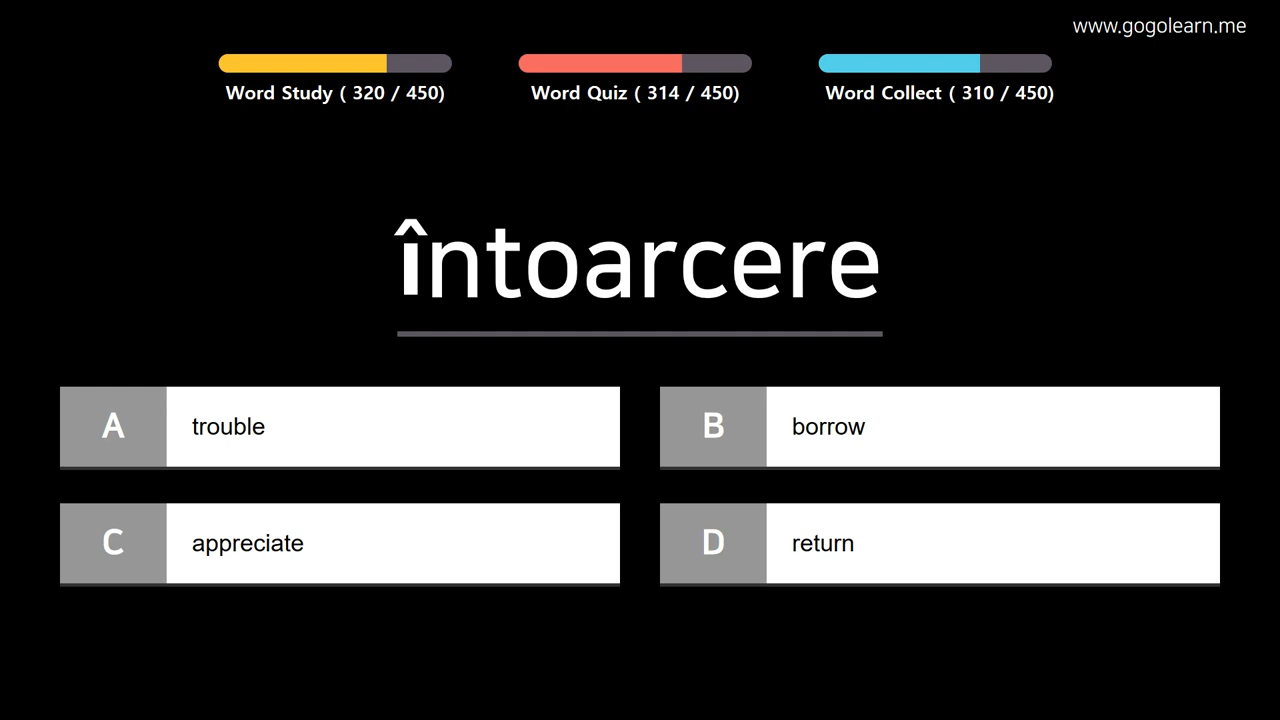 www.gogolearn.me
Word Study ( 320 / 450)
Word Quiz ( 314 / 450)
Word Collect ( 310 / 450)
întoarcere
A trouble
B borrow
C appreciate
D return